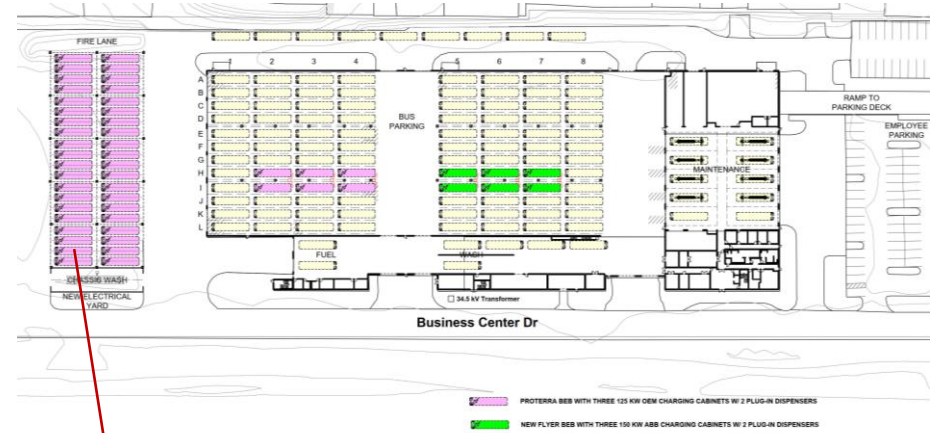 FIRE LANE
1 2 3 4 5 6 7 8
A
B
C
D
E
F
G
H
I
J
K
L
BUS
PARKING
RAMP TO
PARKING DECK
EMPLOYEE
PARKING
MAINTENANCE
FUEL
WASH
CHASSIS WASH
NEW ELECTRICAL
YARD
34.5 kV Transformer
Business Center Dr
PROTERRA BEB WITH THREE 125 KW OEM CHARGING CABINETS W/ 2 PLUG-IN DISPENSERS
NEW FLYER BEB WITH THREE 150 KW ABB CHARGING CABINETS W/ 2 PLUG-IN DISPENSERS